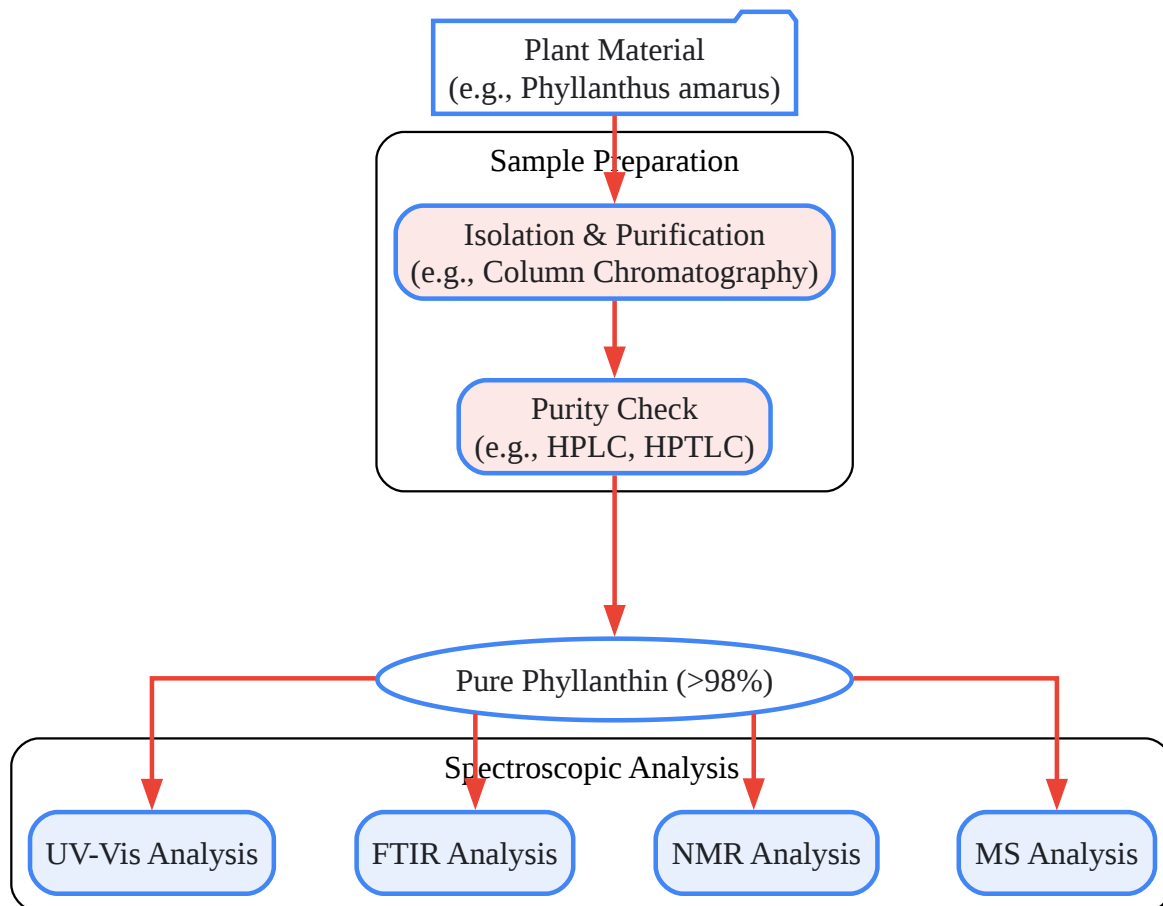 Plant Material
(e.g., Phyllanthus amarus)
Sample Preparation
Isolation & Purification
(e.g., Column Chromatography)
Purity Check
(e.g., HPLC, HPTLC)
Pure Phyllanthin (>98%)
Spectroscopic Analysis
UV-Vis Analysis
FTIR Analysis
NMR Analysis
MS Analysis